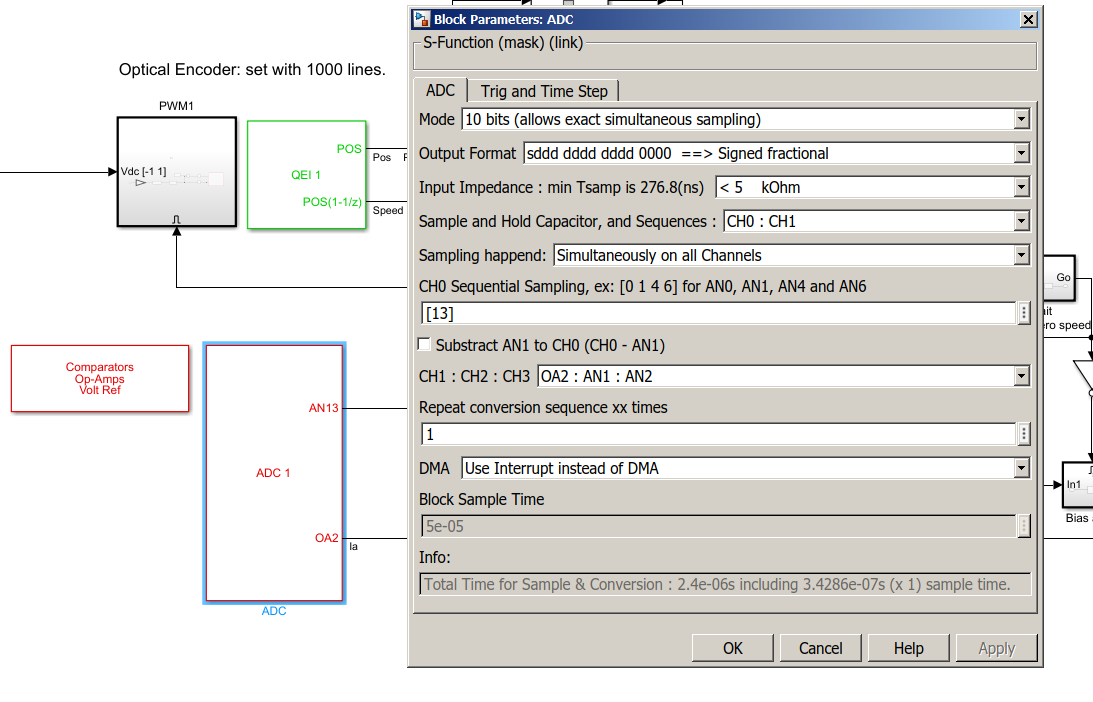 Block Parameters: ADC
S-Function (mask) (link)
ADC
Trig and Time Step
Mode 10 bits (allows exact simultaneous sampling)
Output Format sddd dddd dddd 0000 ==> Signed fractional
Input Impedance : min Tsamp is 276.8(ns) < 5 kOhm
Sample and Hold Capacitor, and Sequences : CH0 : CH1
Sampling happend: Simultaneously on all Channels
CH0 Sequential Sampling, ex: [0 1 4 6] for AN0, AN1, AN4 and AN6
[13]
Substract AN1 to CH0 (CH0 - AN1)
CH1 : CH2 : CH3 OA2 : AN1 : AN2
Repeat conversion sequence xx times
1
DMA Use Interrupt instead of DMA
Block Sample Time
5e-05
Info:
Total Time for Sample & Conversion : 2.4e-06s including 3.4286e-07s (x 1) sample time.
OK
Cancel
Help
Apply
Optical Encoder: set with 1000 lines.
PWM1
Vdc [-1 1]
POS
QEI 1
POS(1-1/z)
Pos
Speed
Comparators
Op-Amps
Volt Ref
AN13
ADC 1
OA2
Ia
ADC
Go
ero speed
In1
Bias